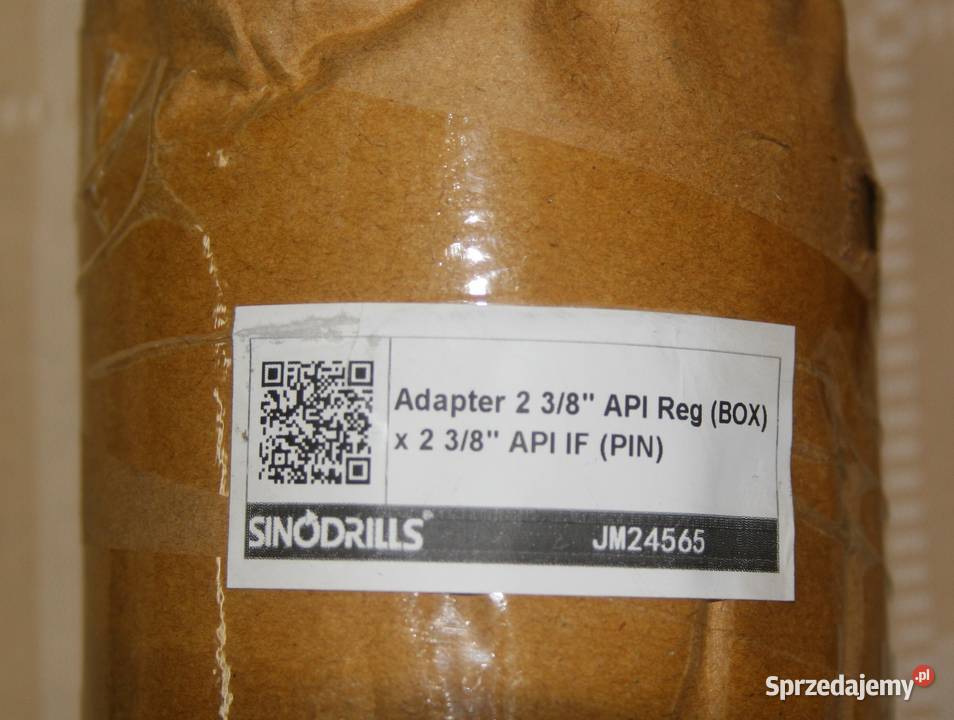 Adapter 2 3/8" API Reg (BOX)
x 2 3/8" API IF (PIN)
SINODRILLS® JM24565
Sprzedajemy.pl